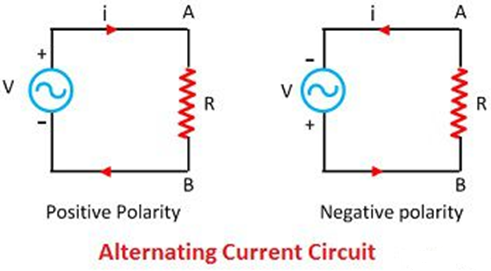 i A i A
+ -
V R V R
- +
B B
Positive Polarity Negative polarity
Alternating Current Circuit